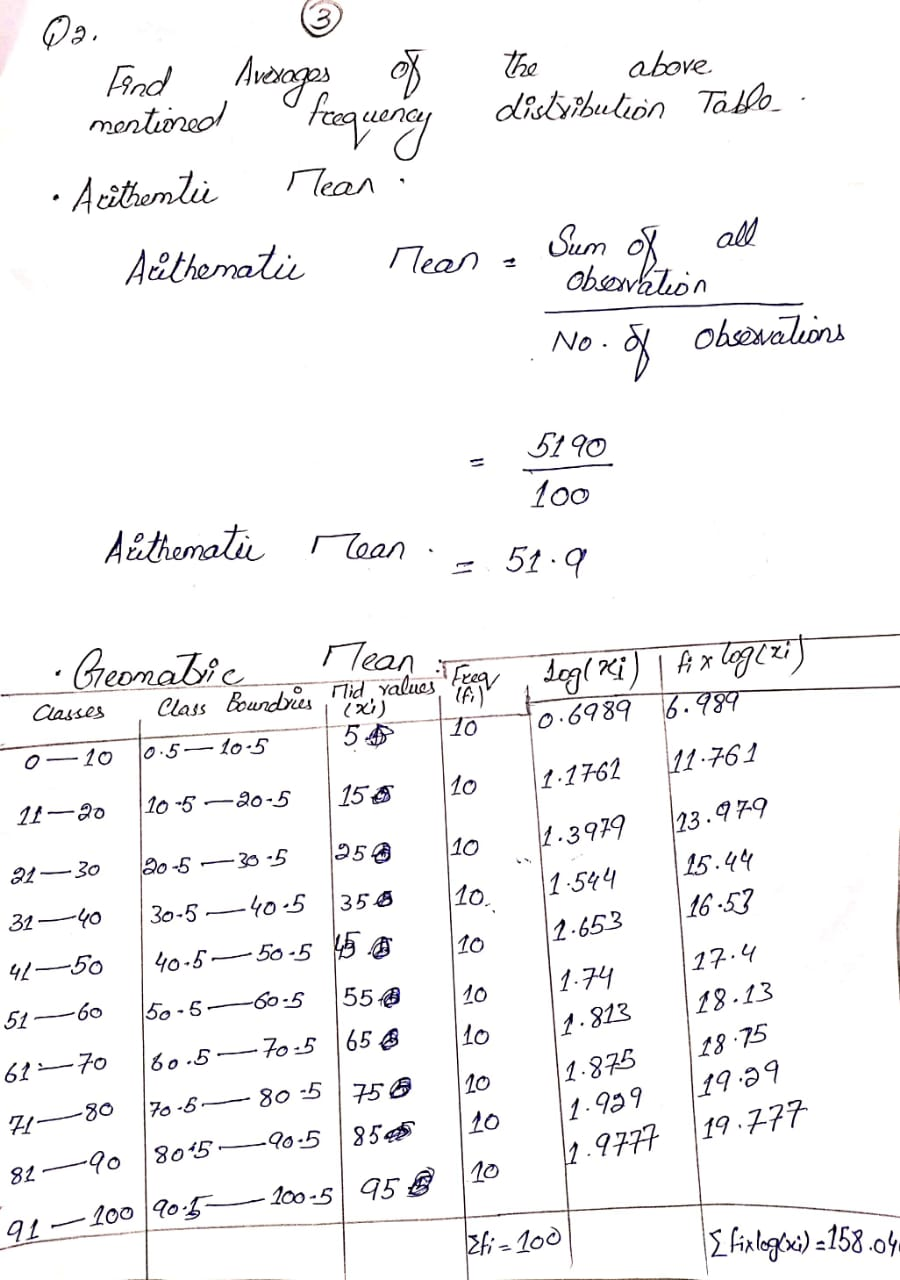 Q2. 3
Find Averages of the above
mentioned frequency distribution Table.
· Arithemtic Mean.
Arithematic Mean = Sum of all
Observation
No. of Observations
= 5190
100
Arithematic Mean. = 51.9
· Geomatric Mean:
Classes | Class Boundries | Mid values (xi) | Freq (fi) | Log(xi) | fi x log(xi)
0—10 | 0.5—10.5 | 5 | 10 | 0.6989 | 6.989
11—20 | 10.5—20.5 | 15 | 10 | 1.1761 | 11.761
21—30 | 20.5—30.5 | 25 | 10 | 1.3979 | 13.979
31—40 | 30.5—40.5 | 35 | 10 | 1.544 | 15.44
41—50 | 40.5—50.5 | 45 | 10 | 1.653 | 16.53
51—60 | 50.5—60.5 | 55 | 10 | 1.74 | 17.4
61—70 | 60.5—70.5 | 65 | 10 | 1.813 | 18.13
71—80 | 70.5—80.5 | 75 | 10 | 1.875 | 18.75
81—90 | 80.5—90.5 | 85 | 10 | 1.929 | 19.29
91—100 | 90.5—100.5 | 95 | 10 | 1.9777 | 19.777
Σfi = 100 | Σ fixlog(xi) = 158.04